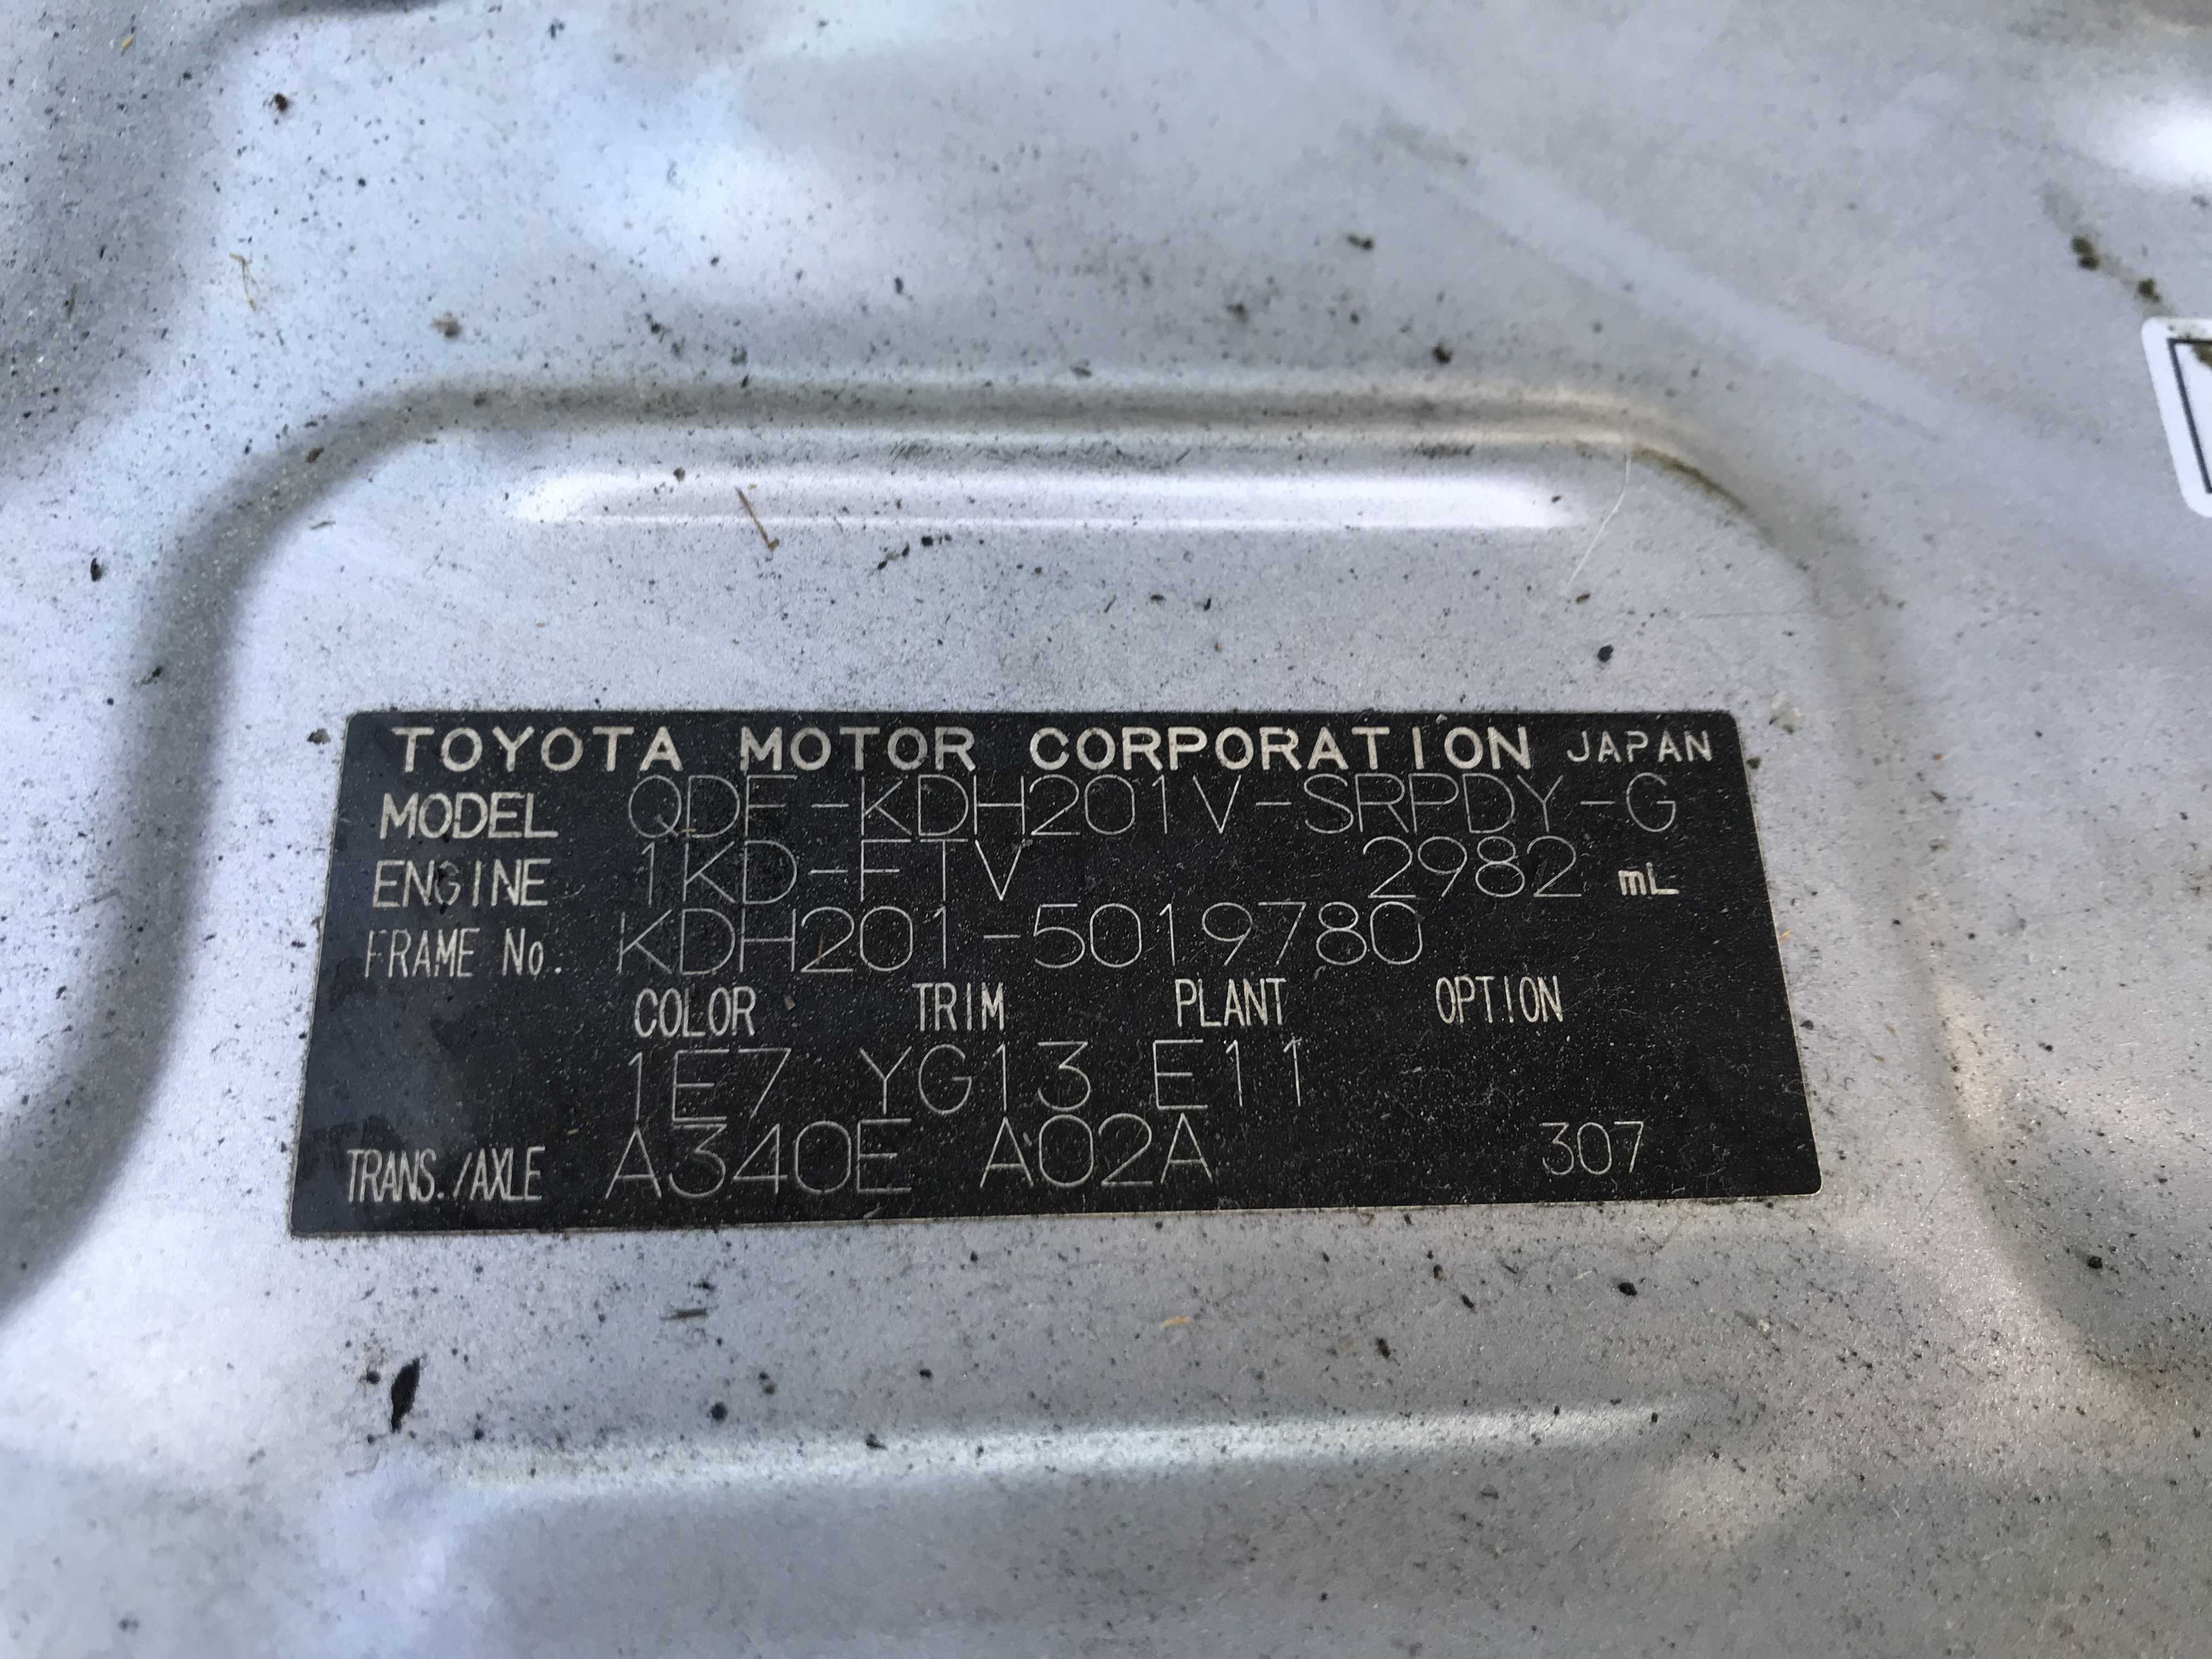 TOYOTA MOTOR CORPORATION JAPAN
MODEL QDF-KDH201V-SRPDY-G
ENGINE 1KD-FTV 2982 mL
FRAME No. KDH201-5019780
COLOR TRIM PLANT OPTION
1E7 YG13 E11
TRANS./AXLE A340E A02A 307